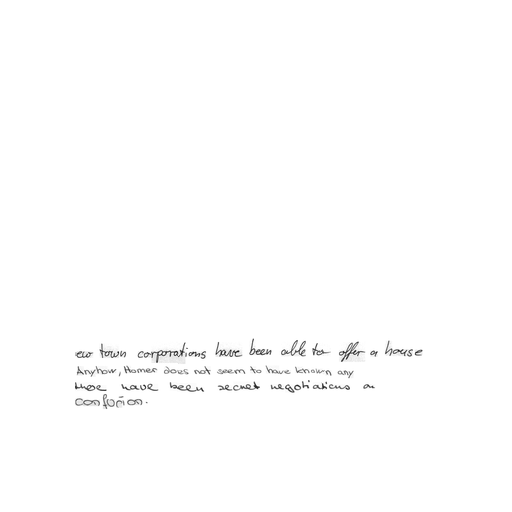 ew town corporations have been able to offer a house
Anyhow, Homer does not seem to have known any
there have been secret negotiations on
confusion.